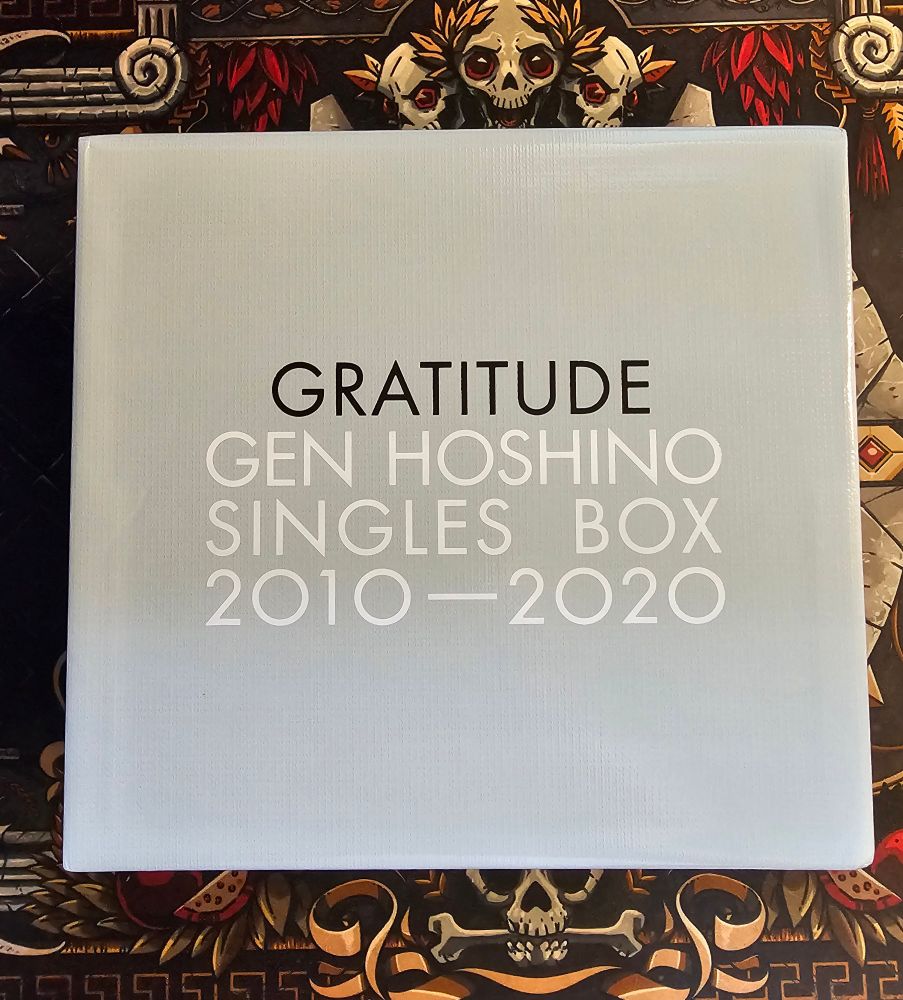 GRATITUDE
GEN HOSHINO
SINGLES BOX
2010—2020